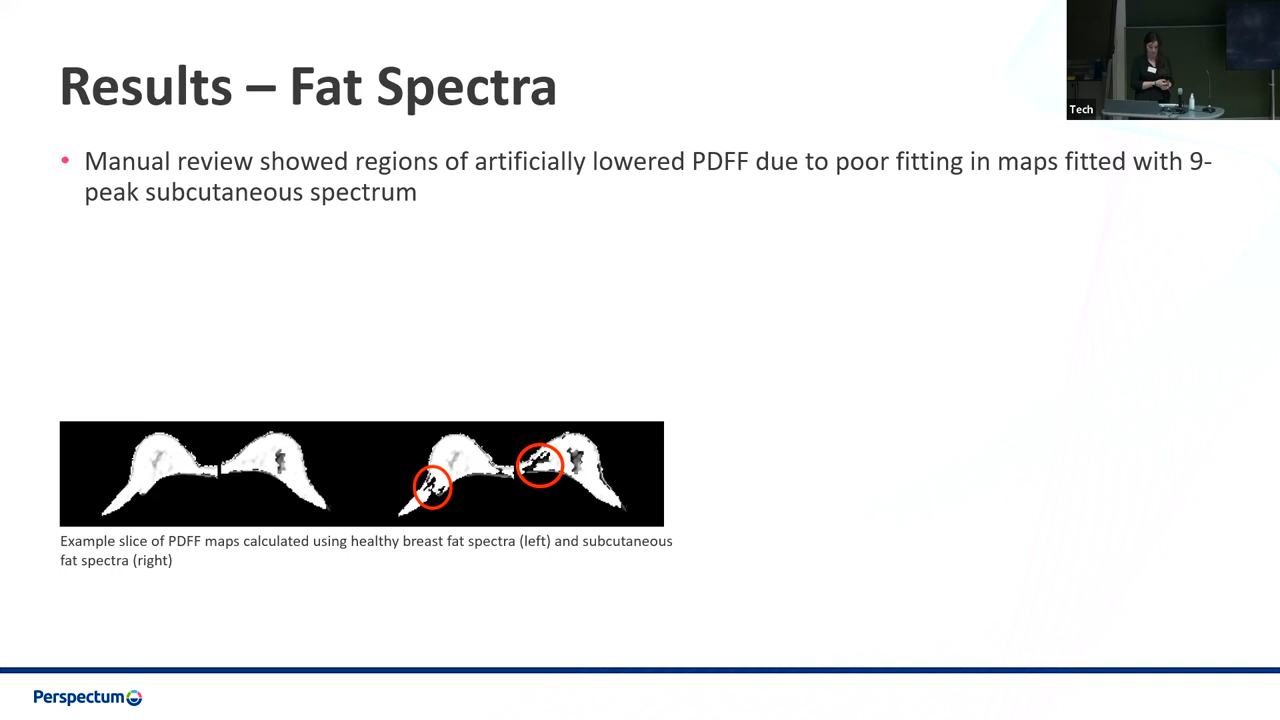 Results – Fat Spectra
Tech
• Manual review showed regions of artificially lowered PDFF due to poor fitting in maps fitted with 9-
peak subcutaneous spectrum
Example slice of PDFF maps calculated using healthy breast fat spectra (left) and subcutaneous
fat spectra (right)
Perspectum